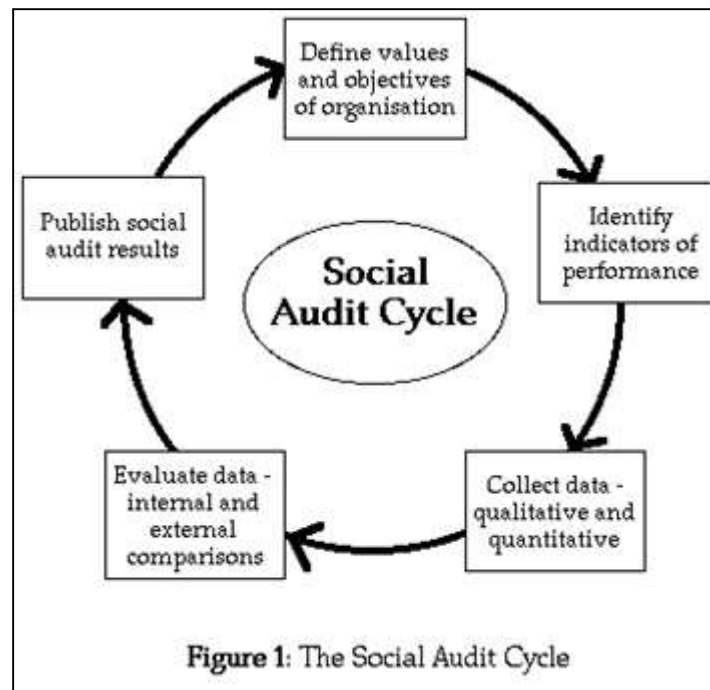 Define values
and objectives
of organisation
Identify
indicators of
performance
Collect data -
qualitative and
quantitative
Evaluate data -
internal and
external
comparisons
Publish social
audit results
Social
Audit Cycle
Figure 1: The Social Audit Cycle